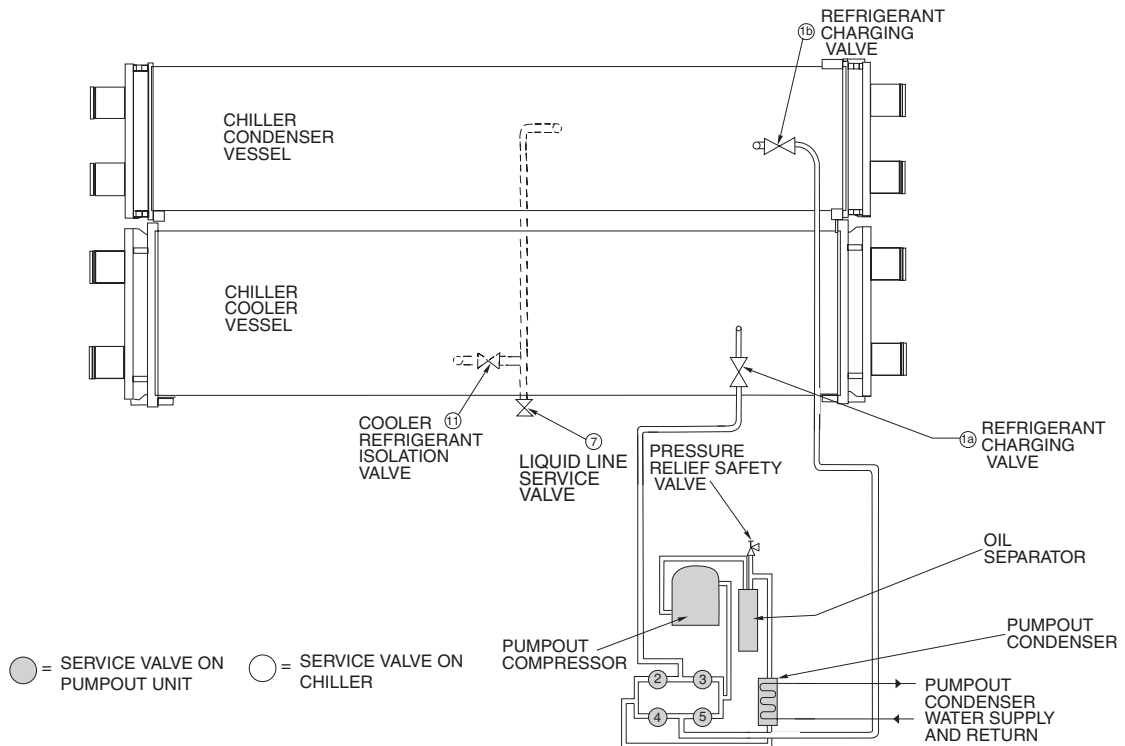 1b
REFRIGERANT
CHARGING
VALVE
CHILLER
CONDENSER
VESSEL
CHILLER
COOLER
VESSEL
COOLER
REFRIGERANT
ISOLATION
VALVE
11
7
LIQUID LINE
SERVICE
VALVE
PRESSURE
RELIEF SAFETY
VALVE
1a
REFRIGERANT
CHARGING
VALVE
OIL
SEPARATOR
PUMPOUT
COMPRESSOR
PUMPOUT
CONDENSER
2
3
4
5
PUMPOUT
CONDENSER
WATER SUPPLY
AND RETURN
= SERVICE VALVE ON
PUMPOUT UNIT
= SERVICE VALVE ON
CHILLER